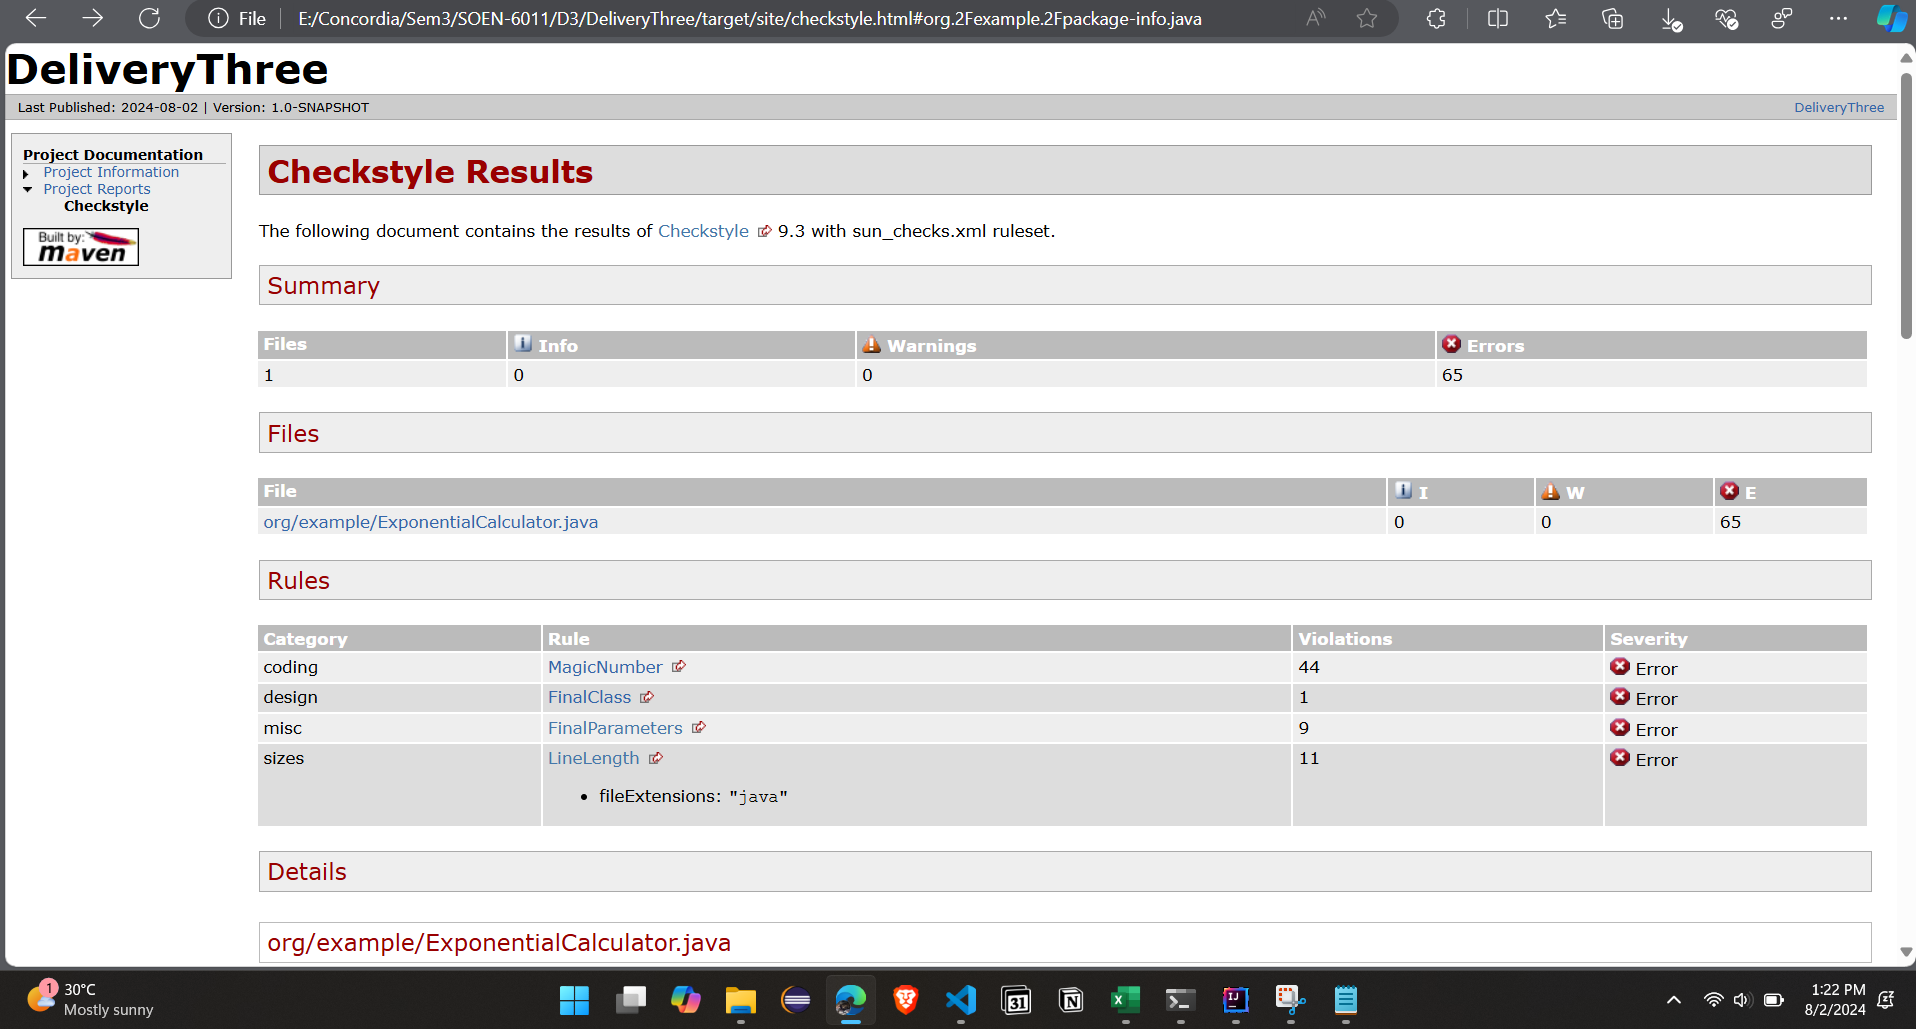 File E:/Concordia/Sem3/SOEN-6011/D3/DeliveryThree/target/site/checkstyle.html#org.2Fexample.2Fpackage-info.java
DeliveryThree
Last Published: 2024-08-02 | Version: 1.0-SNAPSHOT DeliveryThree
Project Documentation
Project Information
Project Reports
Checkstyle
Built by:
maven
Checkstyle Results
The following document contains the results of Checkstyle 9.3 with sun_checks.xml ruleset.
Summary
Files Info Warnings Errors
1 0 0 65
Files
File I W E
org/example/ExponentialCalculator.java 0 0 65
Rules
Category Rule Violations Severity
coding MagicNumber 44 Error
design FinalClass 1 Error
misc FinalParameters 9 Error
sizes LineLength 11 Error
• fileExtensions: "java"
Details
org/example/ExponentialCalculator.java
1 30°C
Mostly sunny
31
N
IJ
1:22 PM
8/2/2024